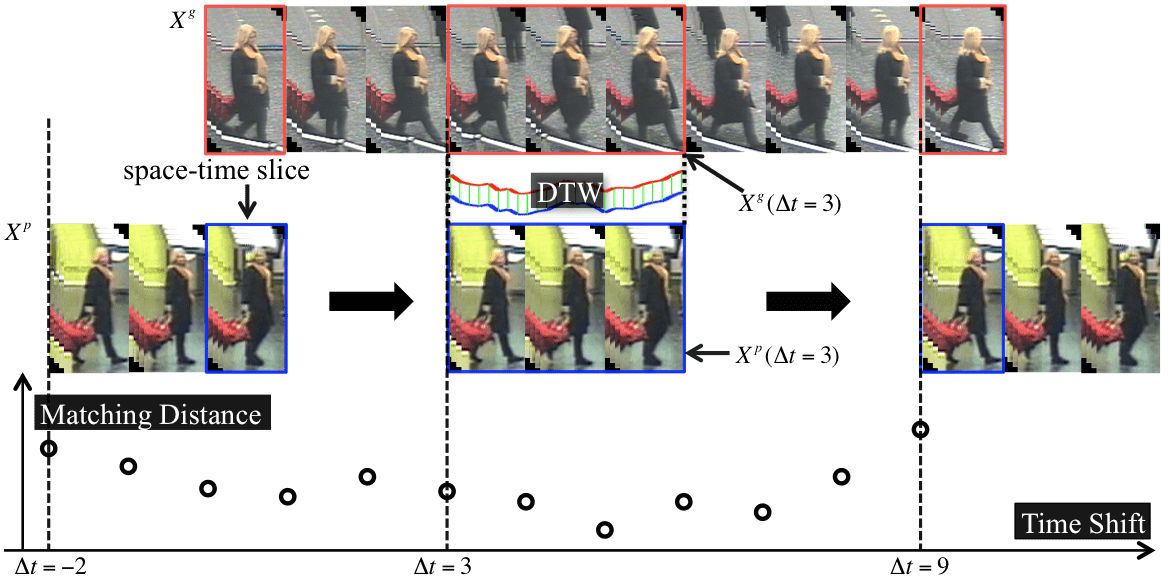 X^g
space-time slice
DTW
X^g(Δt = 3)
X^p
X^p(Δt = 3)
Matching Distance
Time Shift
Δt = −2
Δt = 3
Δt = 9